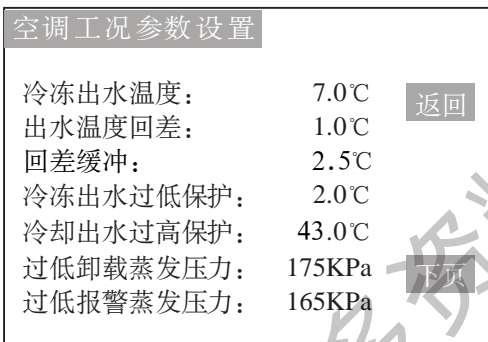 空调工况参数设置
冷冻出水温度： 7.0℃
返回
出水温度回差： 1.0℃
回差缓冲： 2.5℃
冷冻出水过低保护： 2.0℃
冷却出水过高保护： 43.0℃
过低卸载蒸发压力： 175KPa
下页
过低报警蒸发压力： 165KPa